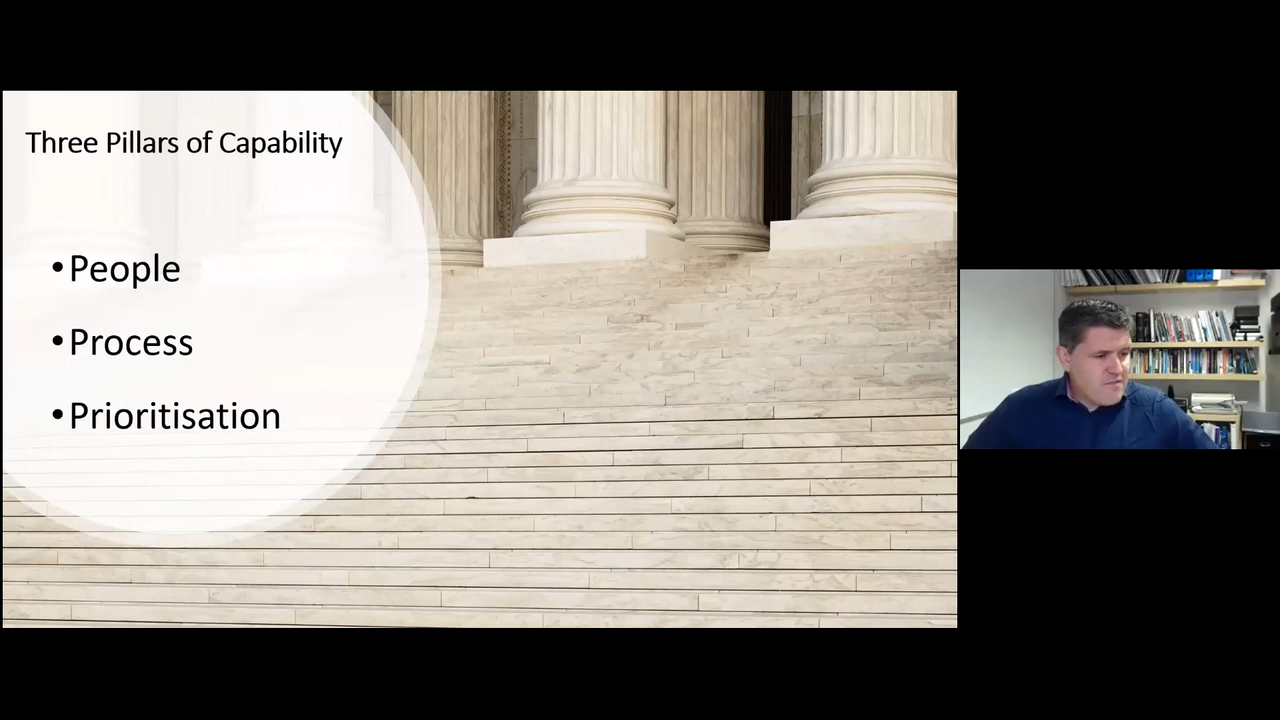 Three Pillars of Capability
•People
•Process
•Prioritisation